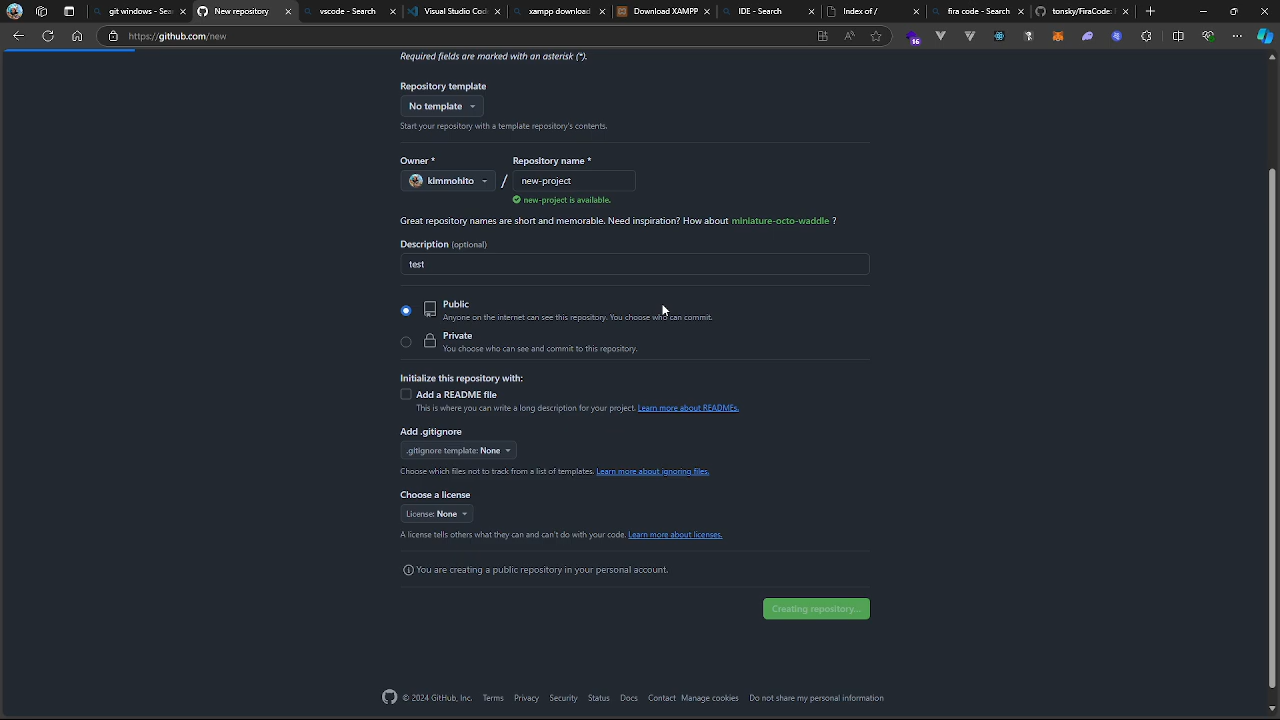 git windows - Sea
New repository
vscode - Search
Visual Studio Cod
xampp download
Download XAMPP
IDE - Search
Index of /
fira code - Search
tonsky/FiraCode:
https://github.com/new
16
Required fields are marked with an asterisk (*).
Repository template
No template
Start your repository with a template repository's contents.
Owner *
Repository name *
klmmohito
/
new-project
new-project is available.
Great repository names are short and memorable. Need inspiration? How about miniature-octo-waddle ?
Description (optional)
test
Public
Anyone on the internet can see this repository. You choose who can commit.
Private
You choose who can see and commit to this repository.
Initialize this repository with:
Add a README file
This is where you can write a long description for your project. Learn more about READMEs.
Add .gitignore
.gitignore template: None
Choose which files not to track from a list of templates. Learn more about ignoring files.
Choose a license
License: None
A license tells others what they can and can't do with your code. Learn more about licenses.
You are creating a public repository in your personal account.
Creating repository...
© 2024 GitHub, Inc. Terms Privacy Security Status Docs Contact Manage cookies Do not share my personal information